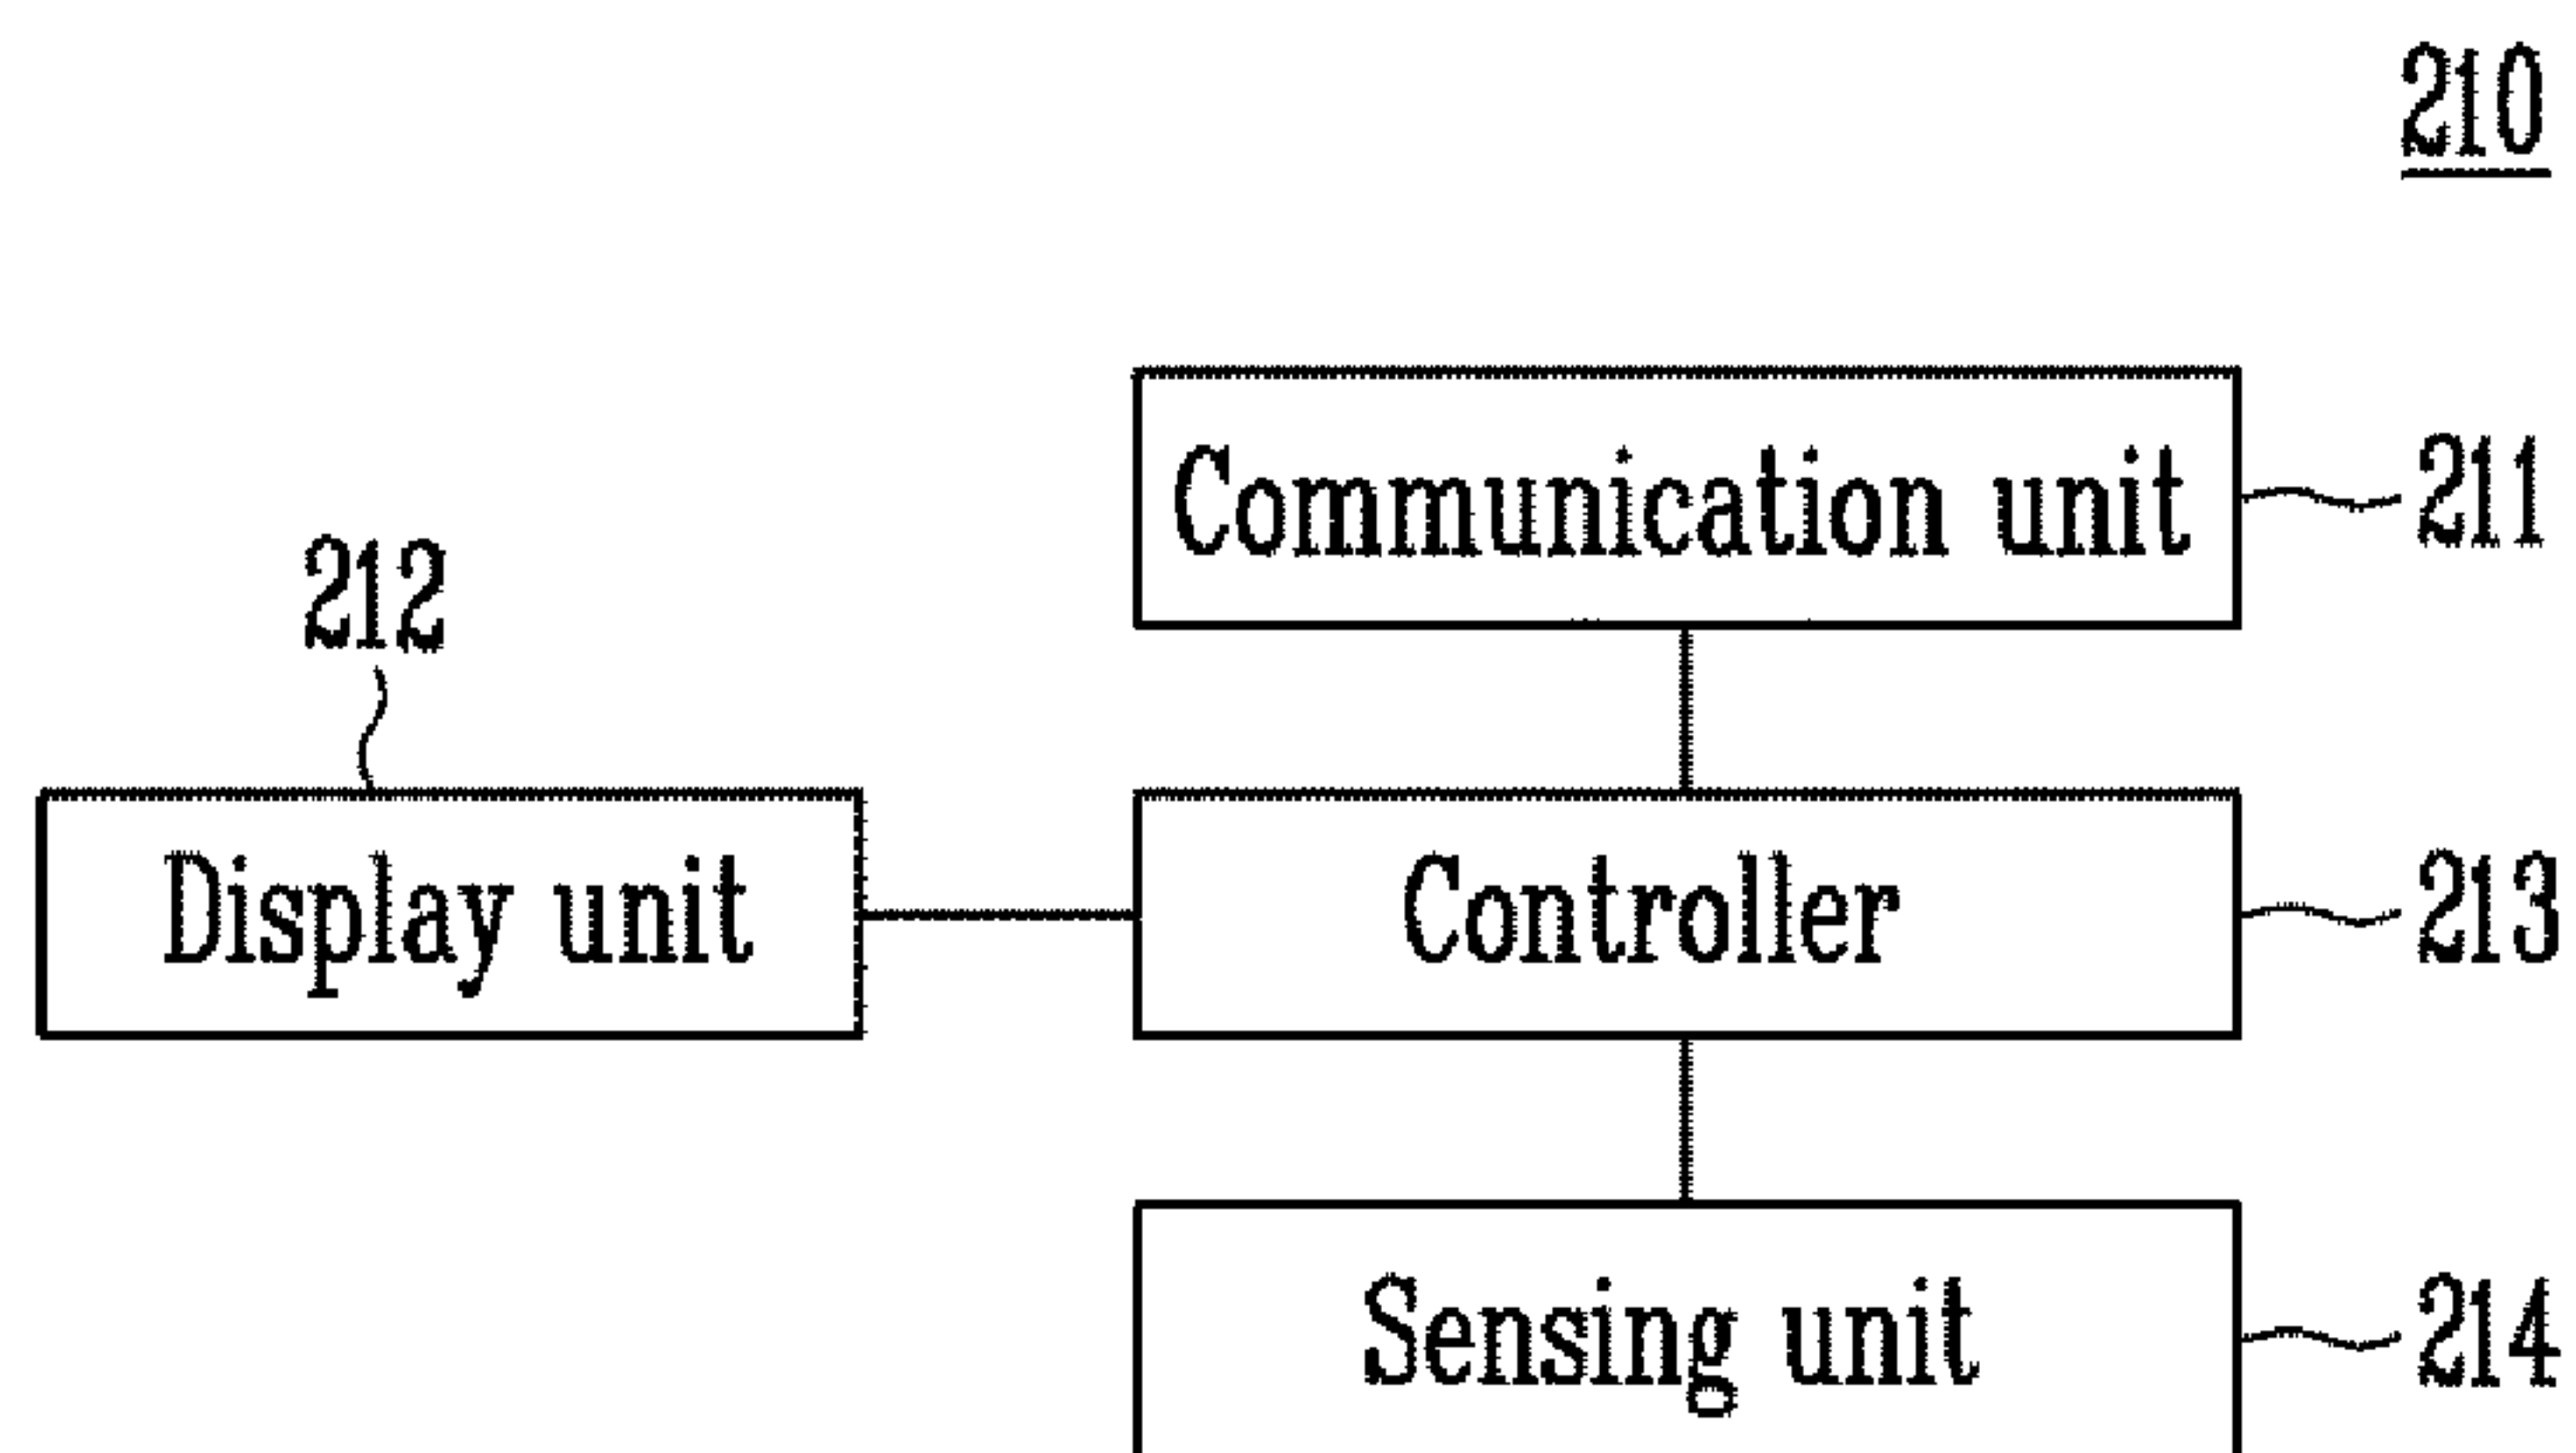 210
Communication unit 211
212
Display unit
Controller 213
Sensing unit 214